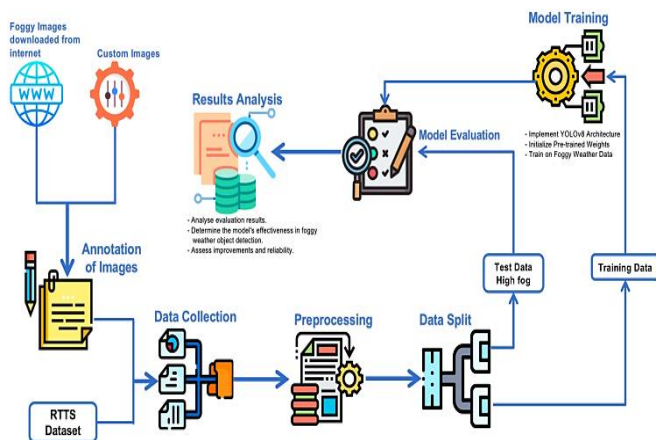 Foggy Images
downloaded from
internet
Custom Images
WWW
Annotation
of Images
RTTS
Dataset
Data Collection
Preprocessing
Data Split
Test Data
High fog
Training Data
Model Training
- Implement YOLOv8 Architecture
- Initialize Pre-trained Weights
- Train on Foggy Weather Data
Model Evaluation
Results Analysis
- Analyse evaluation results.
- Determine the model's effectiveness in foggy
weather object detection.
- Assess improvements and reliability.